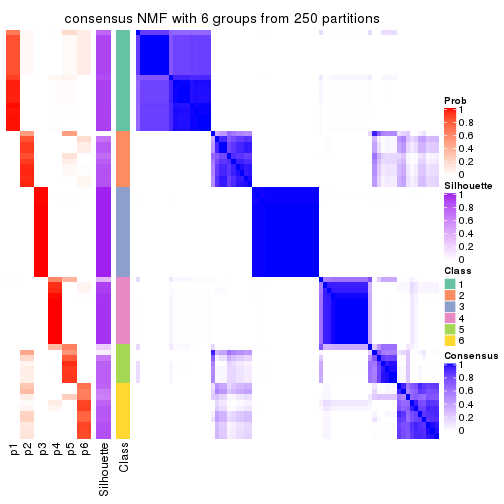 consensus NMF with 6 groups from 250 partitions
Prob
1
0.8
0.6
0.4
0.2
0
Silhouette
1
0.8
0.6
0.4
0.2
0
Class
1
2
3
4
5
6
Consensus
1
0.8
0.6
0.4
0.2
0
p1
p2
p3
p4
p5
p6
Silhouette
Class